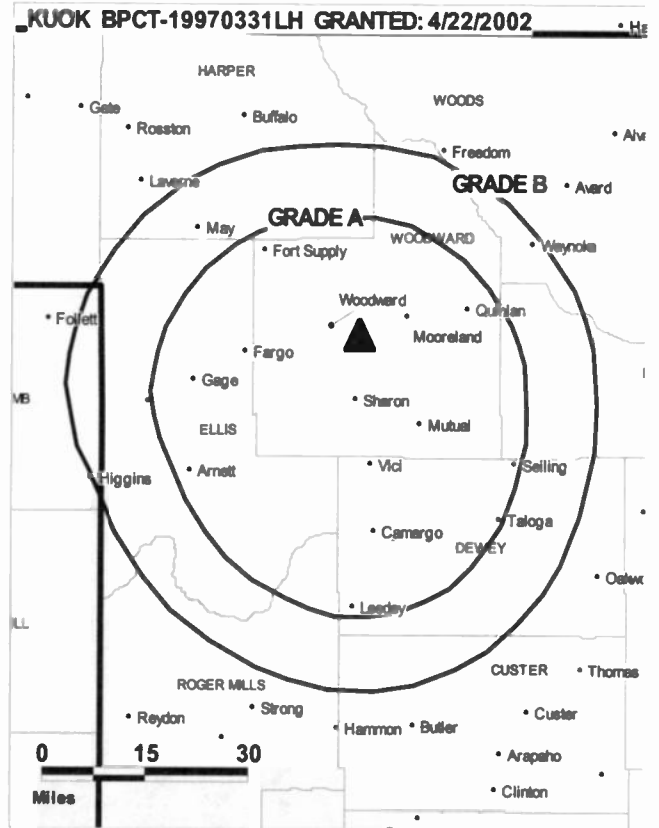 KUOK BPCT-19970331LH GRANTED: 4/22/2002
HARPER
WOODS
Gate
Buffalo
Rosston
Freedom
Laverne
GRADE B
Avard
GRADE A
May
WOODWARD
Waynoka
Fort Supply
Woodward
Quinlan
Follett
Mooreland
Fargo
Gage
Sharon
MB
ELLIS
Mutual
Arnett
Vici
Seiling
Higgins
Taloga
Camargo
DEWEY
Leedey
LL
CUSTER
Thomas
ROGER MILLS
Strong
Reydon
Custer
Hammon
Butler
0 15 30
Arapaho
Miles
Clinton